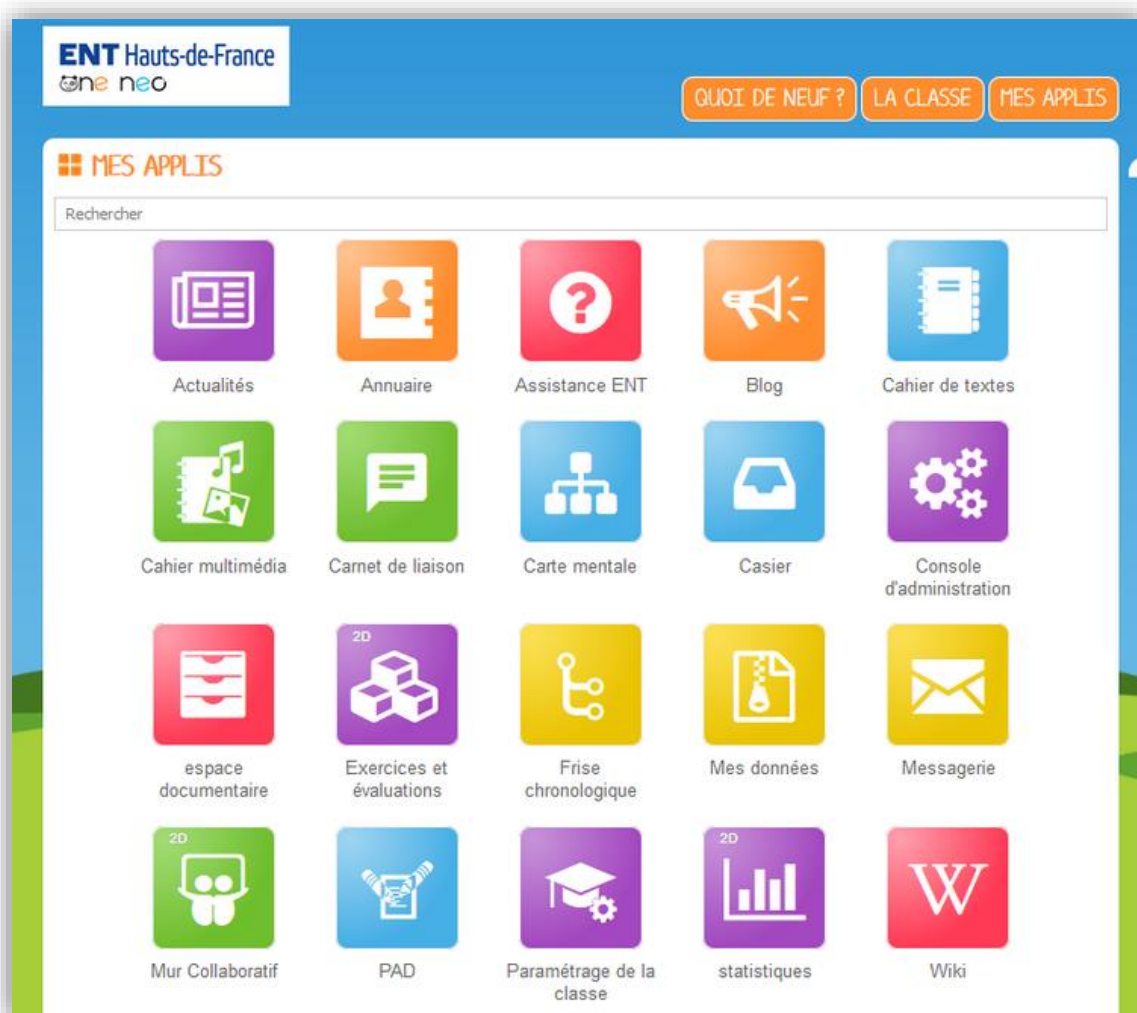 ENT Hauts-de-France
one neo
QUOI DE NEUF ? LA CLASSE MES APPLIS
MES APPLIS
Rechercher
Actualités Annuaire Assistance ENT Blog Cahier de textes
Cahier multimédia Carnet de liaison Carte mentale Casier Console
d'administration
2D
espace Exercices et Frise Mes données Messagerie
documentaire évaluations chronologique
2D 2D W
Mur Collaboratif PAD Paramétrage de la statistiques Wiki
classe